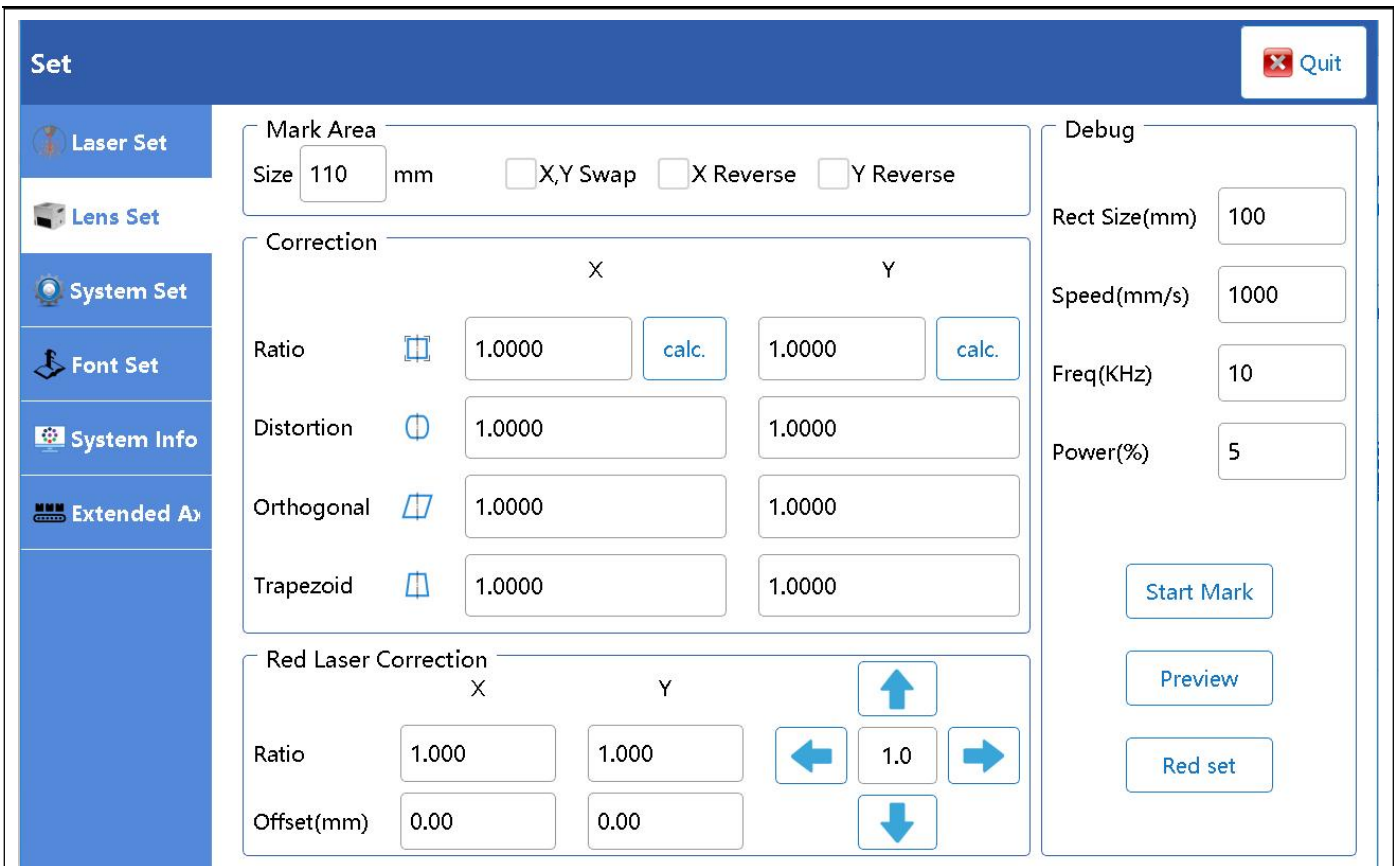 Set
Quit
Laser Set
Lens Set
System Set
Font Set
System Info
Extended Ax
Mark Area
Size 110 mm X,Y Swap X Reverse Y Reverse
Correction
X Y
Ratio 1.0000 calc. 1.0000 calc.
Distortion 1.0000 1.0000
Orthogonal 1.0000 1.0000
Trapezoid 1.0000 1.0000
Red Laser Correction
X Y
Ratio 1.000 1.000 1.0
Offset(mm) 0.00 0.00
Debug
Rect Size(mm) 100
Speed(mm/s) 1000
Freq(KHz) 10
Power(%) 5
Start Mark
Preview
Red set